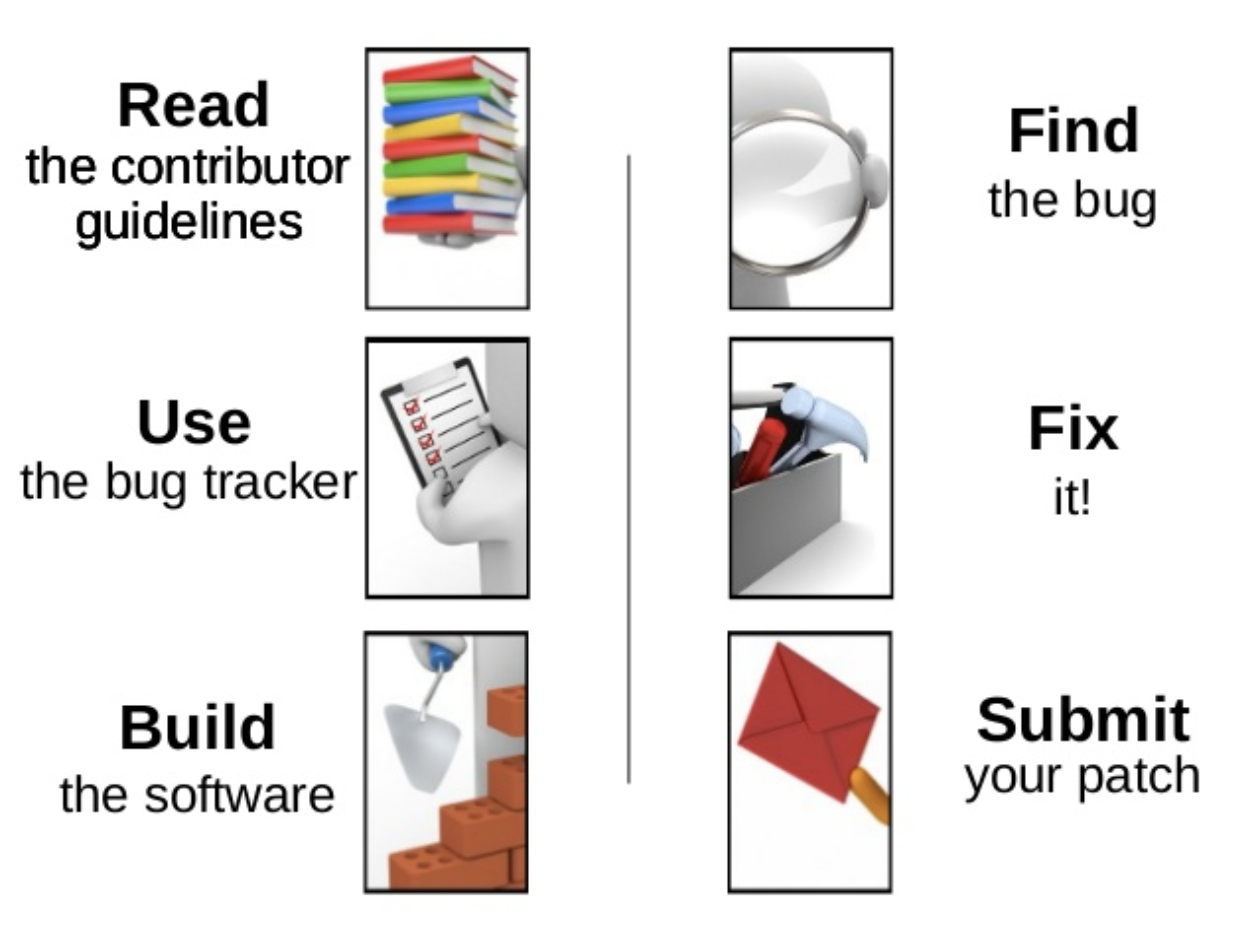 Read
the contributor
guidelines
Use
the bug tracker
Build
the software
Find
the bug
Fix
it!
Submit
your patch